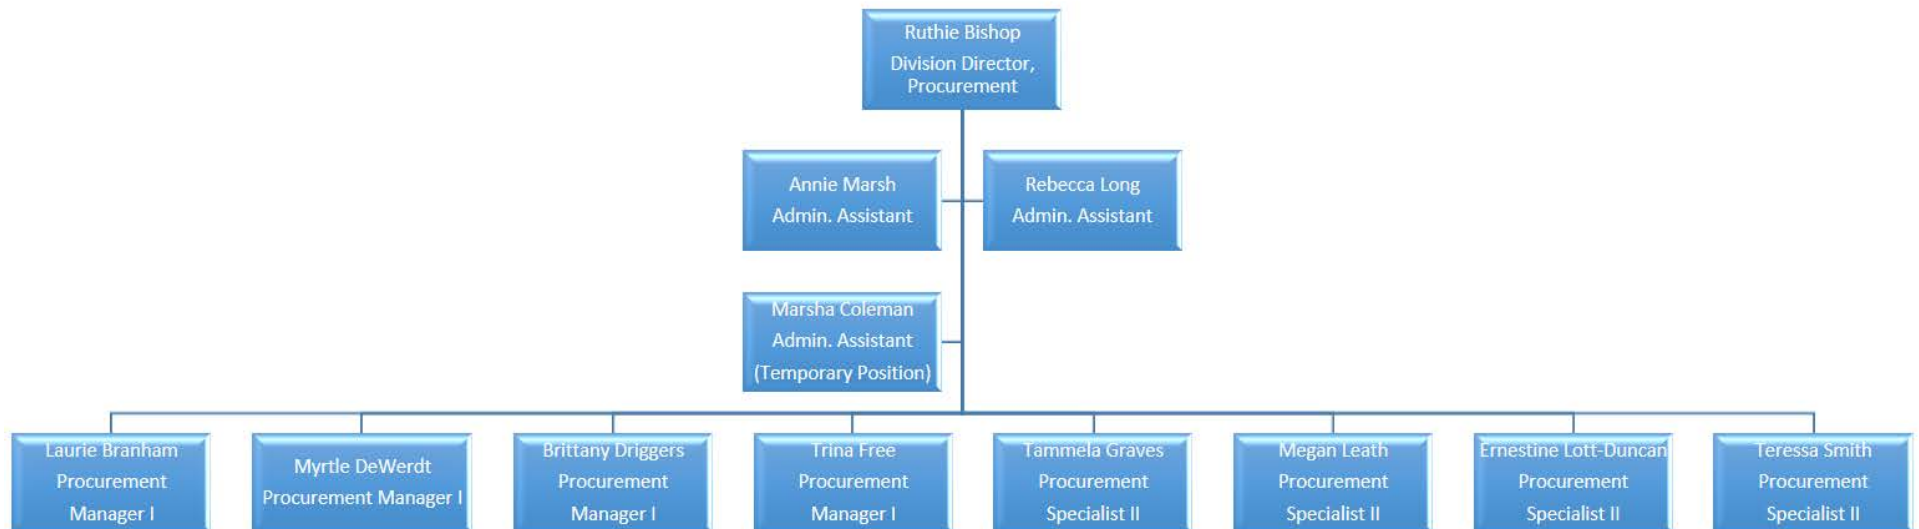 Ruthie Bishop
Division Director,
Procurement
Annie Marsh
Admin. Assistant
Rebecca Long
Admin. Assistant
Marsha Coleman
Admin. Assistant
(Temporary Position)
Laurie Branham
Procurement
Manager I
Myrtle DeWerdt
Procurement Manager I
Brittany Driggers
Procurement
Manager I
Trina Free
Procurement
Manager I
Tammela Graves
Procurement
Specialist II
Megan Leath
Procurement
Specialist II
Ernestine Lott-Duncan
Procurement
Specialist II
Teressa Smith
Procurement
Specialist II